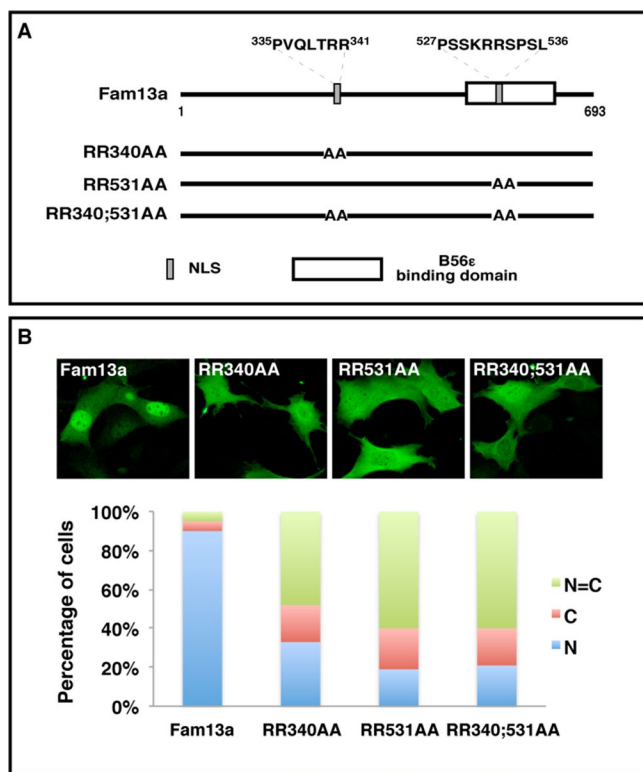 A
335PVQLTRR341 527PSSKRRSPSL536
Fam13a
1 693
RR340AA AA
RR531AA AA
RR340;531AA AA AA
NLS B56ε
binding domain
B
Fam13a RR340AA RR531AA RR340;531AA
100%
80%
60%
40%
20%
0%
Percentage of cells
N=C
C
N
Fam13a RR340AA RR531AA RR340;531AA